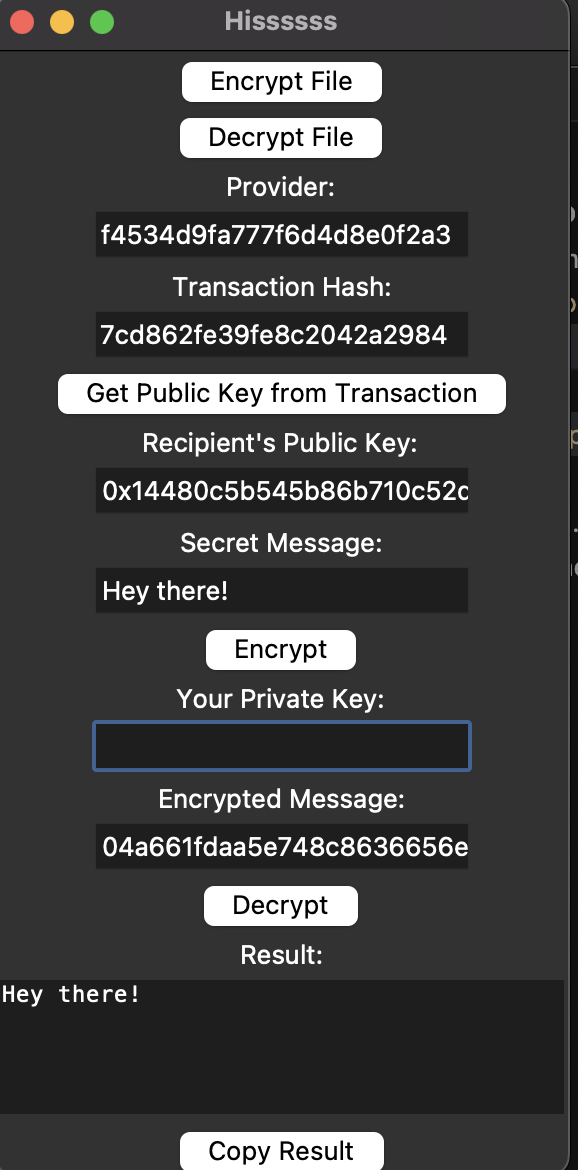 Hissssss
Encrypt File
Decrypt File
Provider:
f4534d9fa777f6d4d8e0f2a3
Transaction Hash:
7cd862fe39fe8c2042a2984
Get Public Key from Transaction
Recipient's Public Key:
0x14480c5b545b86b710c52c
Secret Message:
Hey there!
Encrypt
Your Private Key:
Encrypted Message:
04a661fdaa5e748c8636656e
Decrypt
Result:
Hey there!
Copy Result